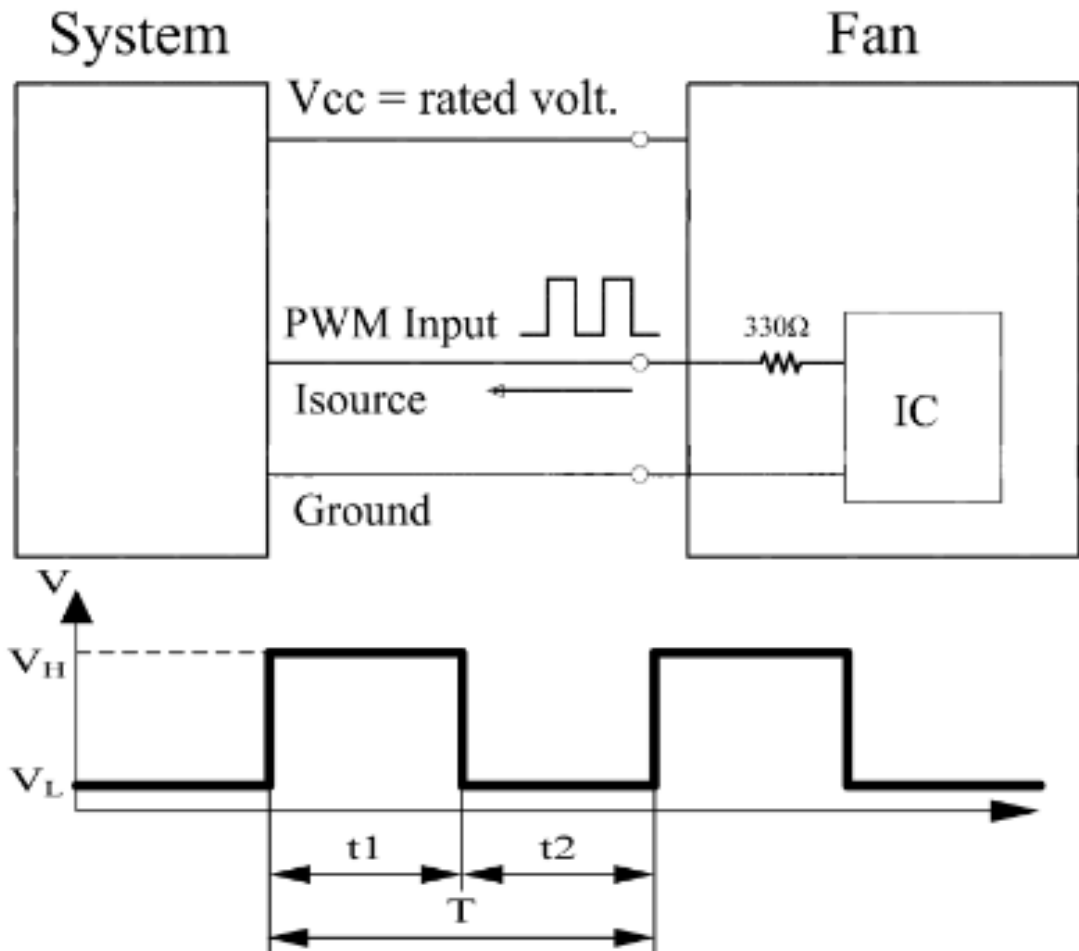 System
Fan
Vcc = rated volt.
PWM Input
330Ω
Isource
IC
Ground
V
VH
VL
t1
t2
T